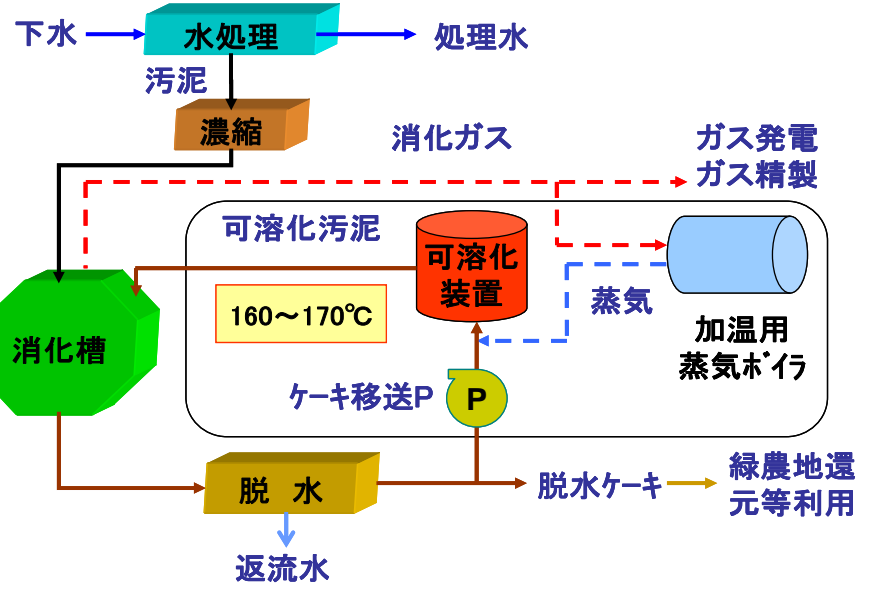 下水
水処理
処理水
汚泥
濃縮
消化ガス
ガス発電
ガス精製
可溶化汚泥
可溶化
装置
160～170℃
蒸気
加温用
蒸気ﾎﾞｲﾗ
消化槽
ｹｰｷ移送P
P
脱 水
脱水ｹｰｷ
緑農地還
元等利用
返流水